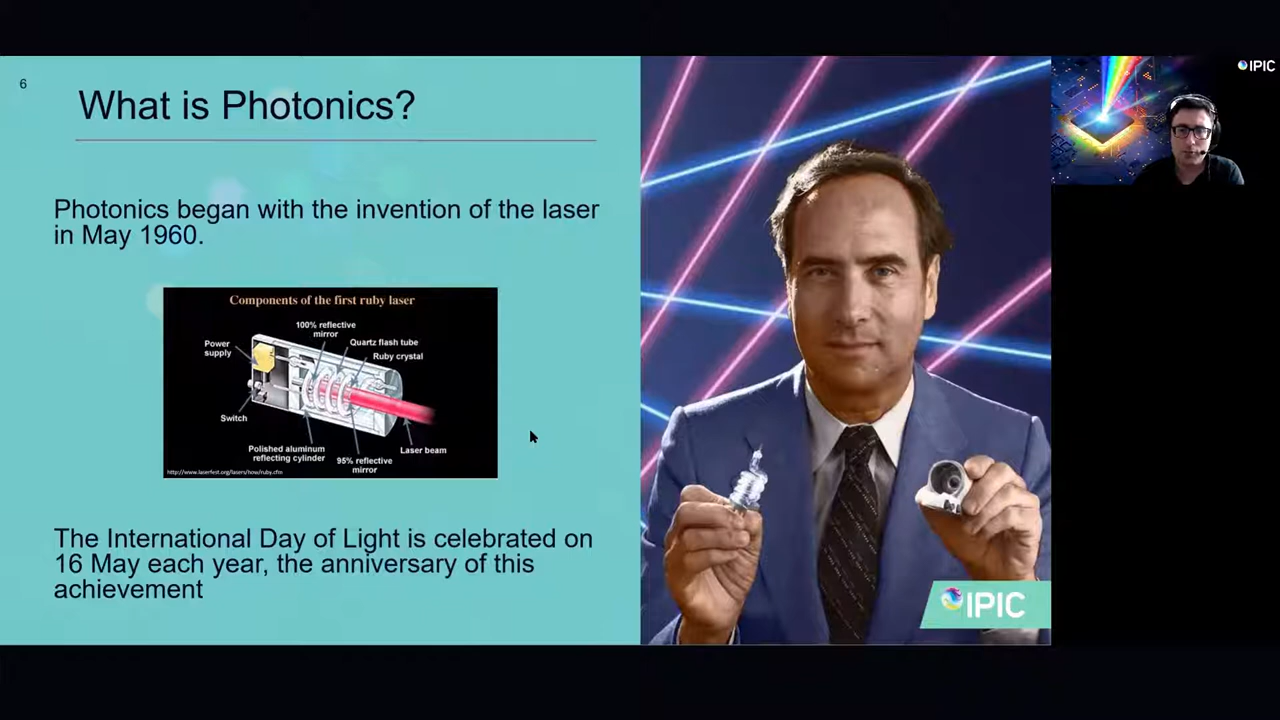 6
What is Photonics?
Photonics began with the invention of the laser
in May 1960.
Components of the first ruby laser
100% reflective
mirror
Power
supply
Quartz flash tube
Ruby crystal
Switch
Polished aluminum
reflecting cylinder
95% reflective
mirror
Laser beam
http://www.laserfest.org/lasers/how/ruby.cfm
The International Day of Light is celebrated on
16 May each year, the anniversary of this
achievement
IPIC
IPIC